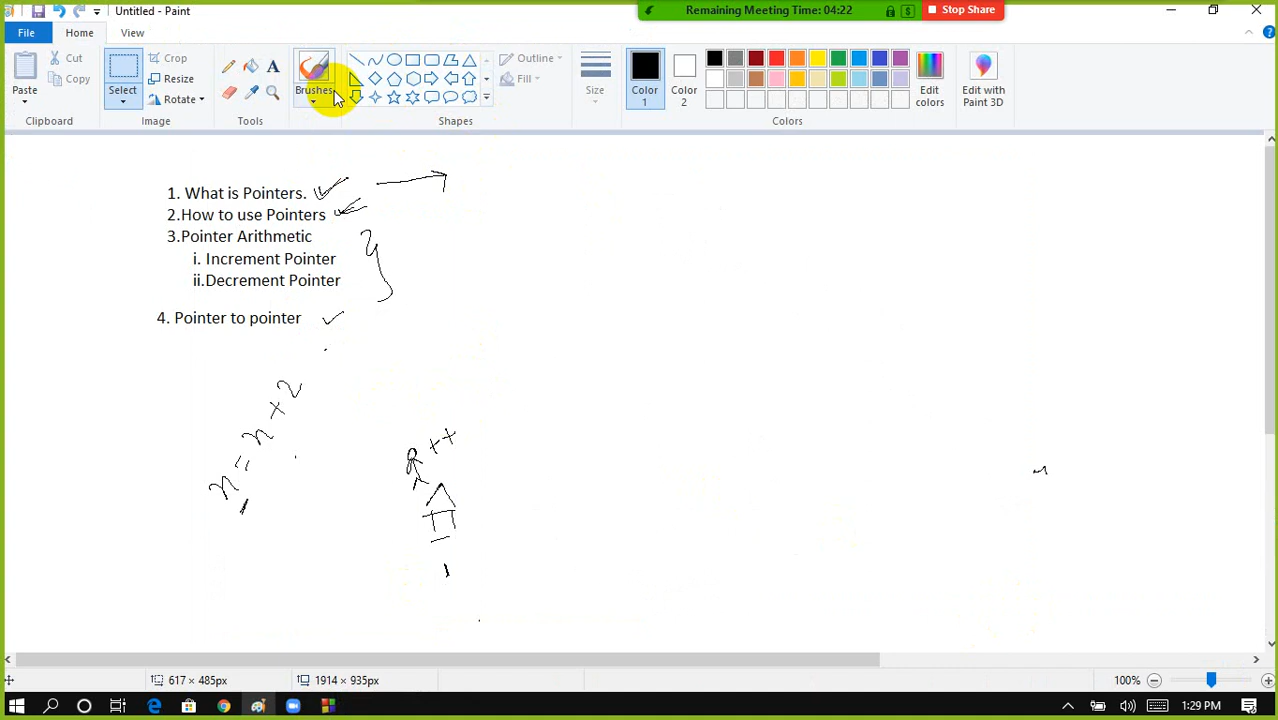 Untitled - Paint
Remaining Meeting Time: 04:22
Stop Share
File
Home
View
Paste
Cut
Copy
Clipboard
Select
Crop
Resize
Rotate
Image
Tools
Brushes
Shapes
Outline
Fill
Size
Color
1
Color
2
Colors
Edit
colors
Edit with
Paint 3D
1. What is Pointers.
2.How to use Pointers
3.Pointer Arithmetic
i. Increment Pointer
ii.Decrement Pointer
4. Pointer to pointer
n = n + 2
++
617 × 485px
1914 × 935px
100%
1:29 PM